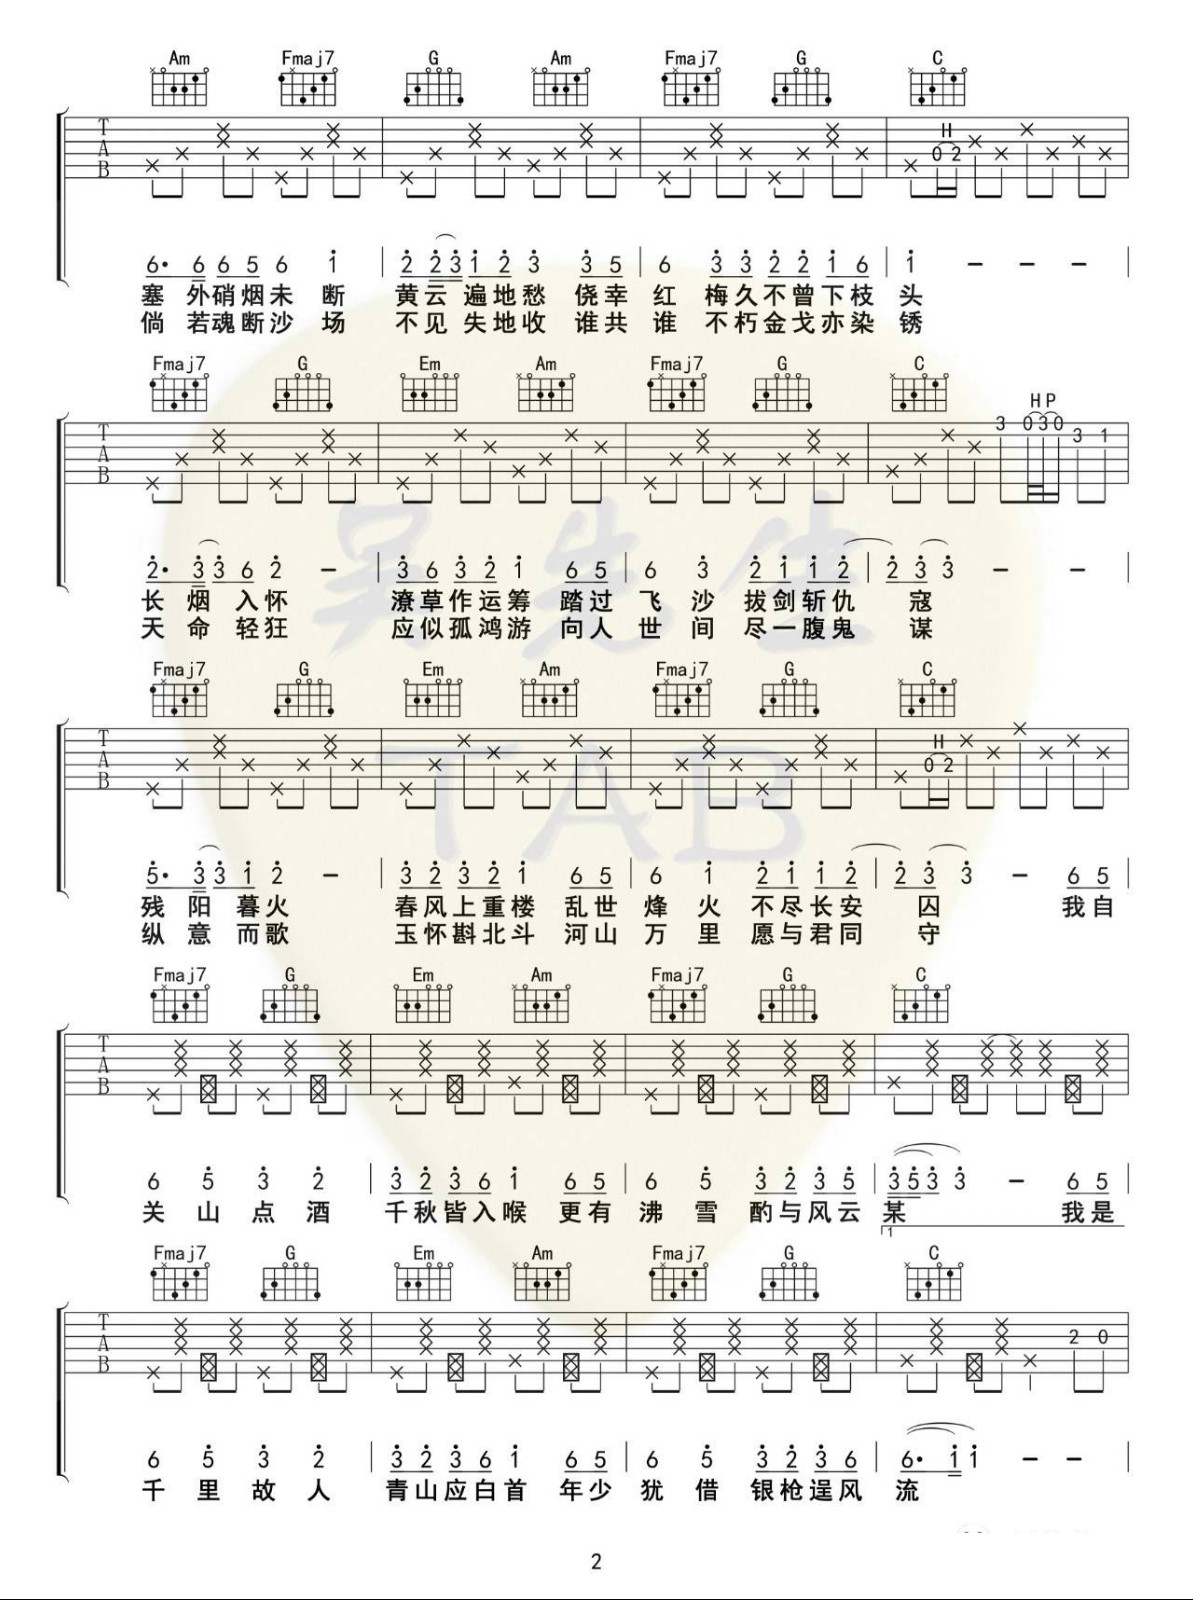 Am Fmaj7 G Am Fmaj7 G C
H
T A B 0 2
6· 6 6 5 6 1 | 2 2 3 1 2 3 3 5 | 6 3 3 2 2 1 6 | 1 - - - |
塞 外硝烟未 断 黄云 遍地愁 侥幸 红 梅久不曾下枝 头
倘 若魂断沙 场 不见 失地收 谁共 谁 不朽金戈亦染 锈
Fmaj7 G Em Am Fmaj7 G C
H P
T A B 3 0 3 0 3 1
2· 3 3 6 2 - | 3 6 3 2 1 6 5 | 6 3 2 1 1 2 | 2 3 3 - - |
长 烟 入怀 潦草作运筹 踏过 飞 沙 拔剑斩仇 寇
天 命 轻狂 应似孤鸿游 向人 世 间 尽一腹鬼 谋
Fmaj7 G Em Am Fmaj7 G C
H
T A B 0 2
5· 3 3 1 2 - | 3 2 3 2 1 6 5 | 6 1 2 1 1 2 | 2 3 3 - 6 5 |
残 阳 暮火 春风上重楼 乱世 烽 火 不尽长安 囚 我自
纵 意 而歌 玉怀斟北斗 河山 万 里 愿与君同 守
Fmaj7 G Em Am Fmaj7 G C
T A B
6 5 3 2 | 3 2 3 6 1 6 5 | 6 5 3 2 3 5 | 3 5 3 3 - 6 5 |
关 山 点 酒 千秋皆入喉 更有 沸 雪 酌与风云 某 我是
1
Fmaj7 G Em Am Fmaj7 G C
T A B 2 0
6 5 3 2 | 3 2 3 6 1 6 5 | 6 5 3 2 3 6 | 6· 1 1 - - |
千 里 故 人 青山应白首 年少 犹 借 银枪逞风 流
吴先生
TAB
2